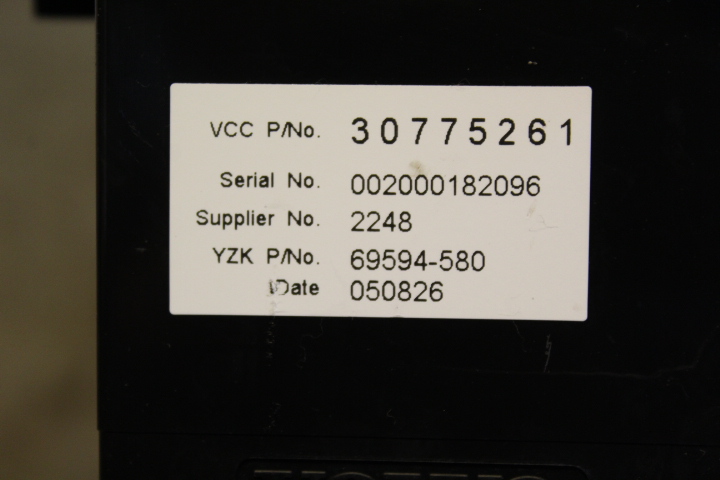 VCC P/No. 30775261
Serial No. 002000182096
Supplier No. 2248
YZK P/No. 69594-580
Date 050826